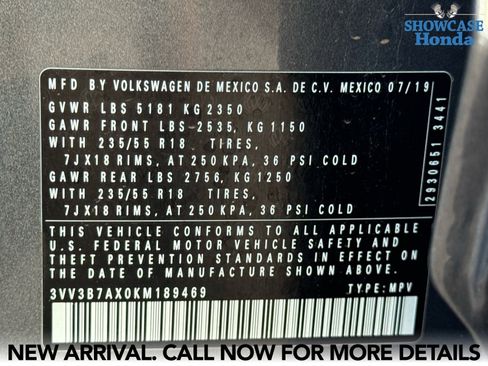 SHOWCASE
Honda
MFD. BY VOLKSWAGEN DE MEXICO S.A. DE C.V. MEXICO 07/19
GVWR LBS 5181 KG 2350
GAWR FRONT LBS-2535, KG 1150
WITH 235/55 R18 TIRES,
7JX18 RIMS, AT 250 KPA, 36 PSI COLD
GAWR REAR LBS 2756, KG 1250
WITH 235/55 R18 TIRES,
7JX18 RIMS, AT 250 KPA, 36 PSI COLD
THIS VEHICLE CONFORMS TO ALL APPLICABLE
U.S. FEDERAL MOTOR VEHICLE SAFETY AND
THEFT PREVENTION STANDARDS IN EFFECT ON
THE DATE OF MANUFACTURE SHOWN ABOVE.
3VV3B7AX0KM189469 TYPE: MPV
2930651 3441
NEW ARRIVAL. CALL NOW FOR MORE DETAILS